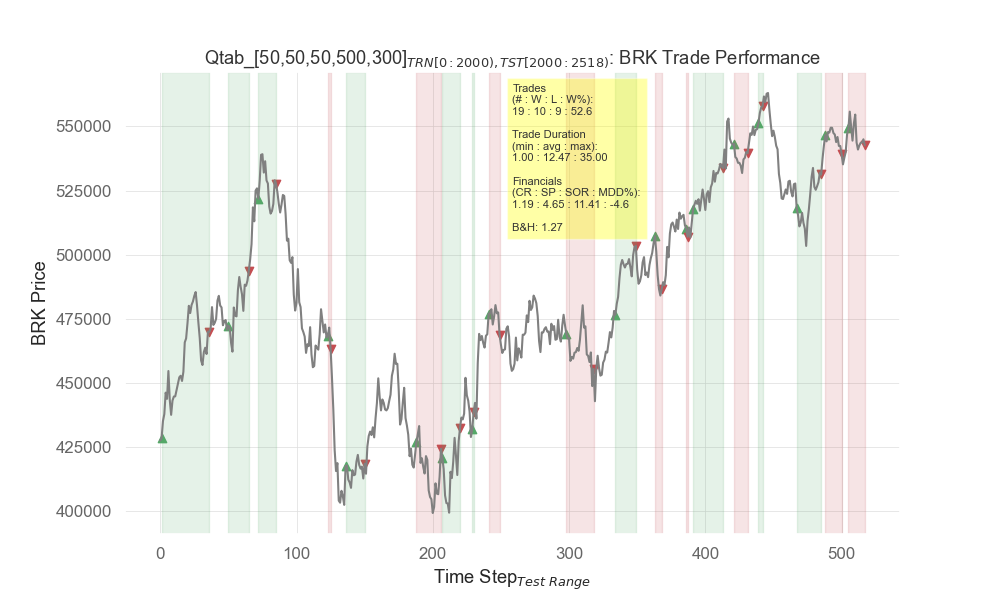 Qtab_[50,50,50,500,300]TRN[0:2000),TST[2000:2518): BRK Trade Performance
Trades
(# : W : L : W%):
19 : 10 : 9 : 52.6
Trade Duration
(min : avg : max):
1.00 : 12.47 : 35.00
Financials
(CR : SP : SOR : MDD%):
1.19 : 4.65 : 11.41 : -4.6
B&H: 1.27
BRK Price
550000
525000
500000
475000
450000
425000
400000
0 100 200 300 400 500
Time StepTest Range